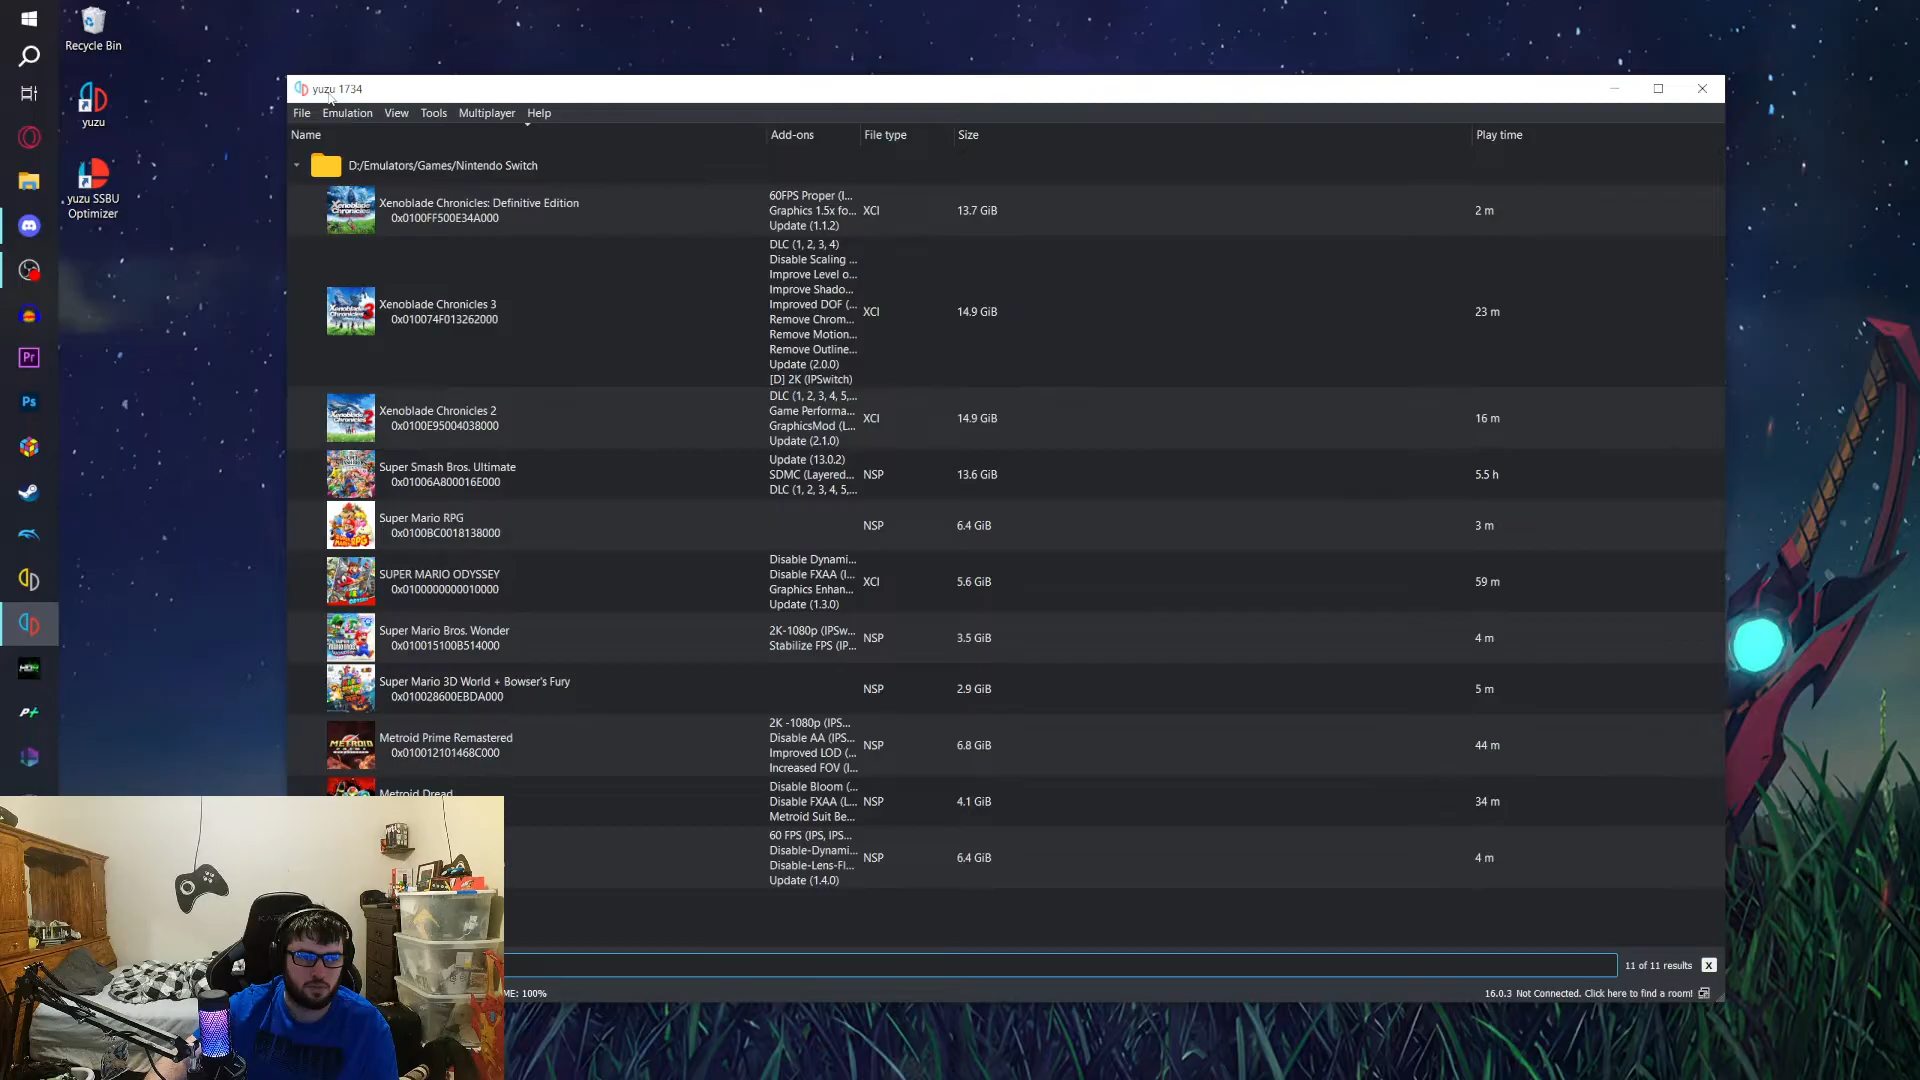 Recycle Bin
yuzu
yuzu SSBU
Optimizer
Pr
Ps
yuzu 1734
File Emulation View Tools Multiplayer Help
Name Add-ons File type Size Play time
D:/Emulators/Games/Nintendo Switch
Xenoblade Chronicles: Definitive Edition
0x0100FF500E34A000
60FPS Proper (I...
Graphics 1.5x fo...
Update (1.1.2)
XCI 13.7 GiB 2 m
Xenoblade Chronicles 3
0x010074F013262000
DLC (1, 2, 3, 4)
Disable Scaling ...
Improve Level o...
Improve Shado...
Improved DOF (...
Remove Chrom...
Remove Motion...
Remove Outline...
Update (2.0.0)
[D] 2K (IPSwitch)
XCI 14.9 GiB 23 m
Xenoblade Chronicles 2
0x0100E95004038000
DLC (1, 2, 3, 4, 5,...
Game Performa...
GraphicsMod (L...
Update (2.1.0)
XCI 14.9 GiB 16 m
Super Smash Bros. Ultimate
0x01006A800016E000
Update (13.0.2)
SDMC (Layered...
DLC (1, 2, 3, 4, 5,...
NSP 13.6 GiB 5.5 h
Super Mario RPG
0x0100BC0018138000
NSP 6.4 GiB 3 m
SUPER MARIO ODYSSEY
0x0100000000010000
Disable Dynami...
Disable FXAA (I...
Graphics Enhan...
Update (1.3.0)
XCI 5.6 GiB 59 m
Super Mario Bros. Wonder
0x010015100B514000
2K-1080p (IPSw...
Stabilize FPS (IP...
NSP 3.5 GiB 4 m
Super Mario 3D World + Bowser's Fury
0x010028600EBDA000
NSP 2.9 GiB 5 m
Metroid Prime Remastered
0x010012101468C000
2K -1080p (IPS...
Disable AA (IPS...
Improved LOD (...
Increased FOV (I...
NSP 6.8 GiB 44 m
Metroid Dread
Disable Bloom (...
Disable FXAA (L...
Metroid Suit Be...
NSP 4.1 GiB 34 m
60 FPS (IPS, IPS...
Disable-Dynami...
Disable-Lens-Fl...
Update (1.4.0)
NSP 6.4 GiB 4 m
11 of 11 results X
ME: 100%
16.0.3 Not Connected. Click here to find a room!